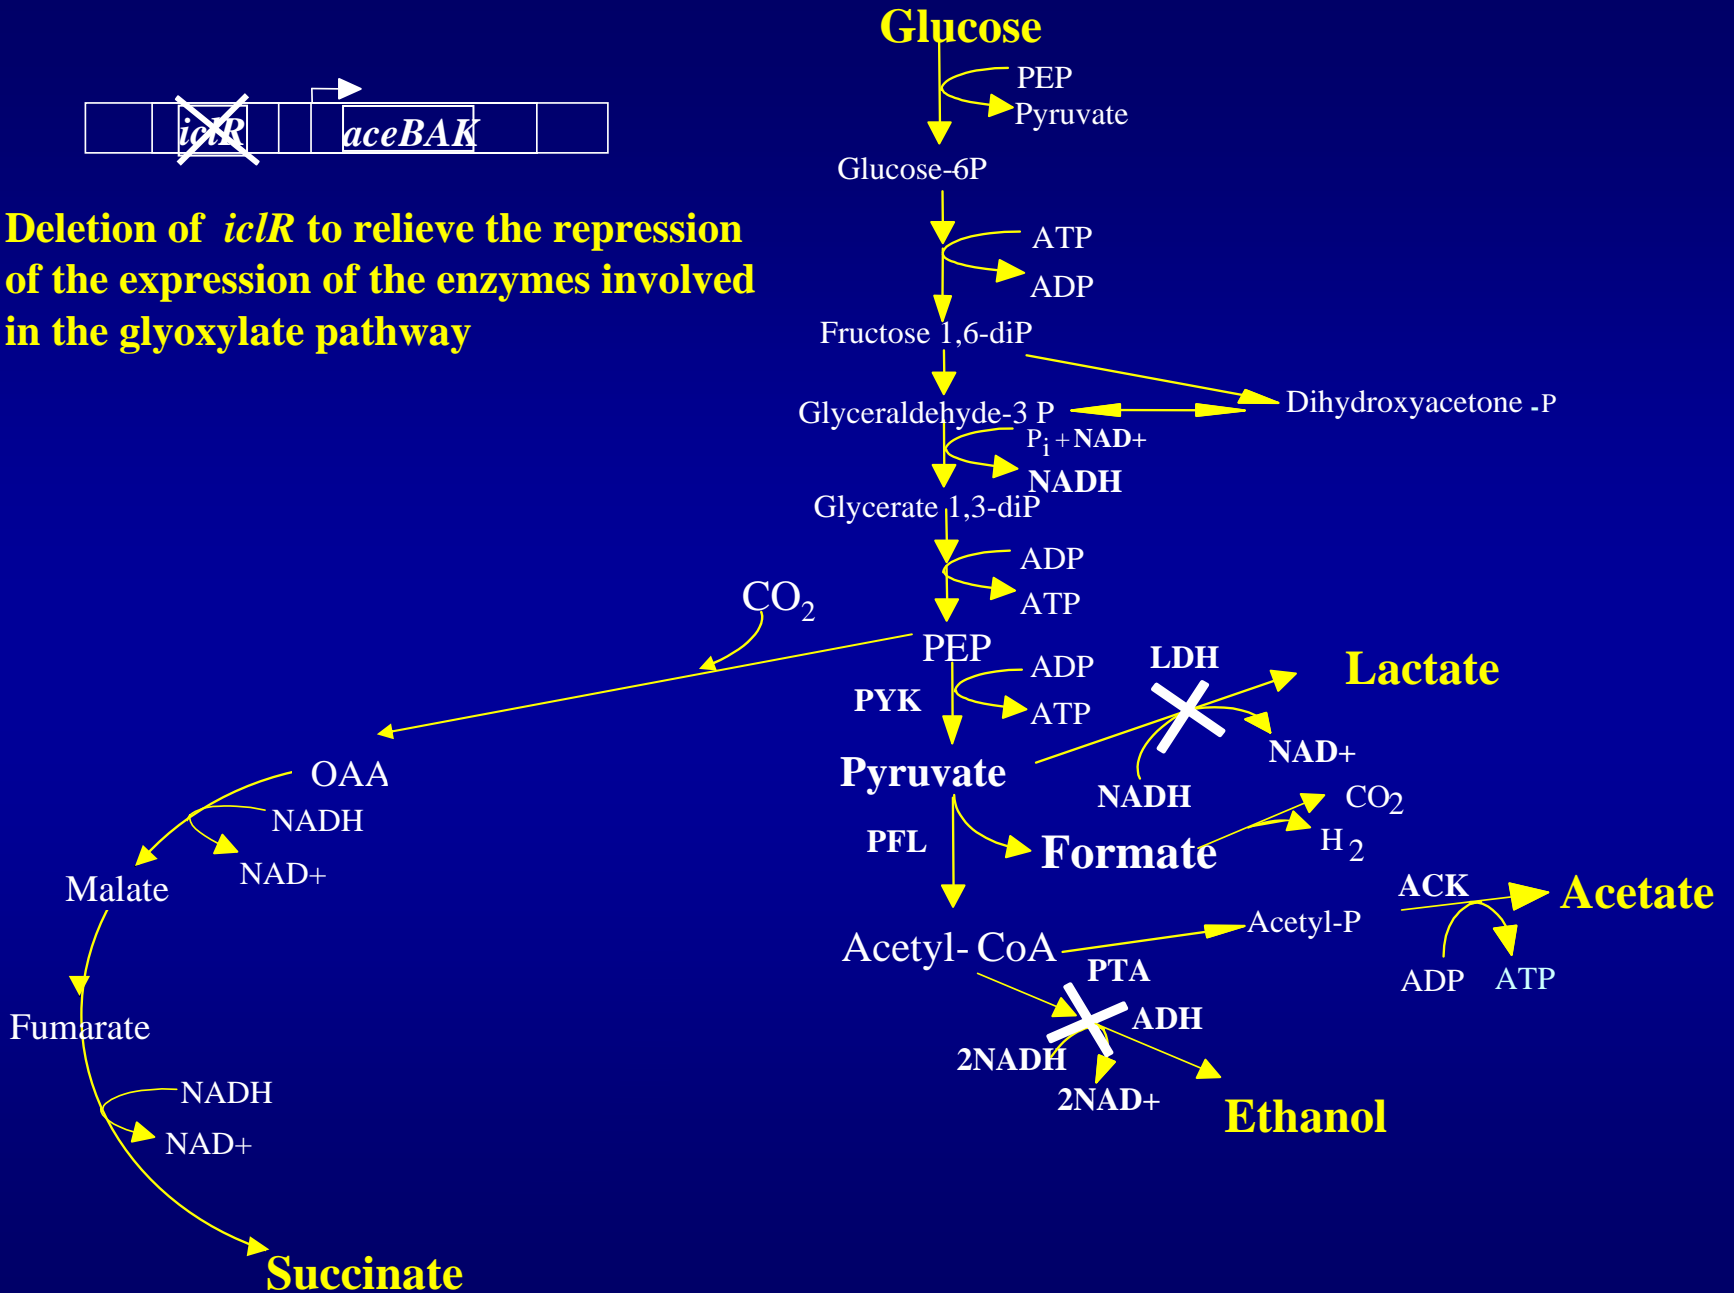 Glucose
PEP
Pyruvate
iclR aceBAK
Glucose-6P
Deletion of iclR to relieve the repression
of the expression of the enzymes involved
in the glyoxylate pathway
ATP
ADP
Fructose 1,6-diP
Dihydroxyacetone -P
Glyceraldehyde-3 P
Pi + NAD+
NADH
Glycerate 1,3-diP
ADP
ATP
CO2
PEP
ADP
ATP
PYK
LDH
Lactate
NAD+
NADH
Pyruvate
OAA
NADH
NAD+
PFL
Formate
CO2
H2
Malate
ACK
Acetate
Acetyl-P
ADP
ATP
Acetyl-CoA
PTA
ADH
2NADH
2NAD+
Ethanol
Fumarate
NADH
NAD+
Succinate